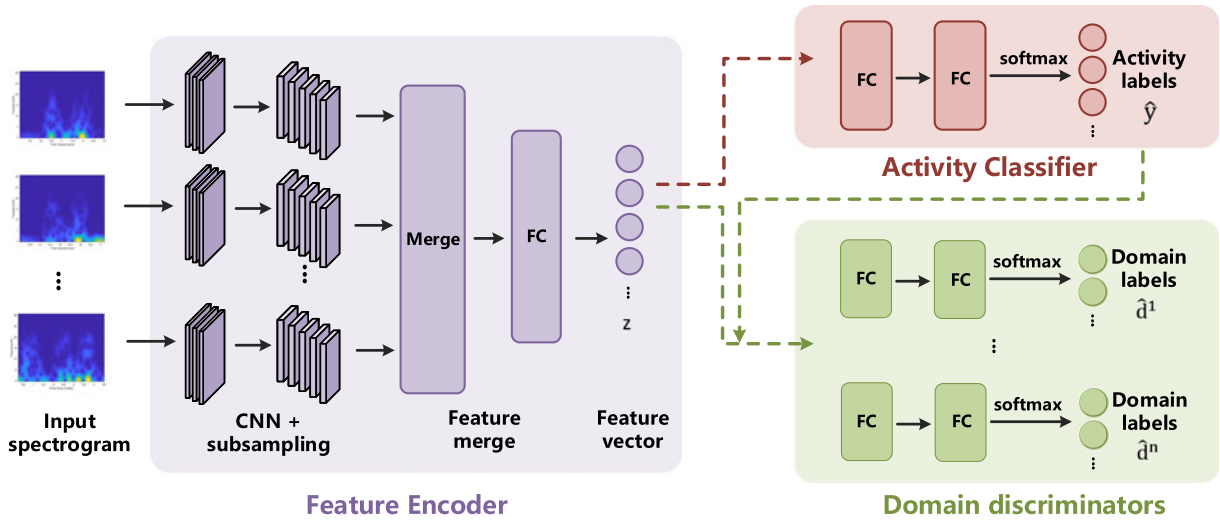 Input
spectrogram
CNN +
subsampling
Merge
Feature
merge
FC
Feature
vector
z
Feature Encoder
FC
FC
softmax
Activity
labels
ŷ
Activity Classifier
FC
FC
softmax
Domain
labels
d̂¹
FC
FC
softmax
Domain
labels
d̂ⁿ
Domain discriminators